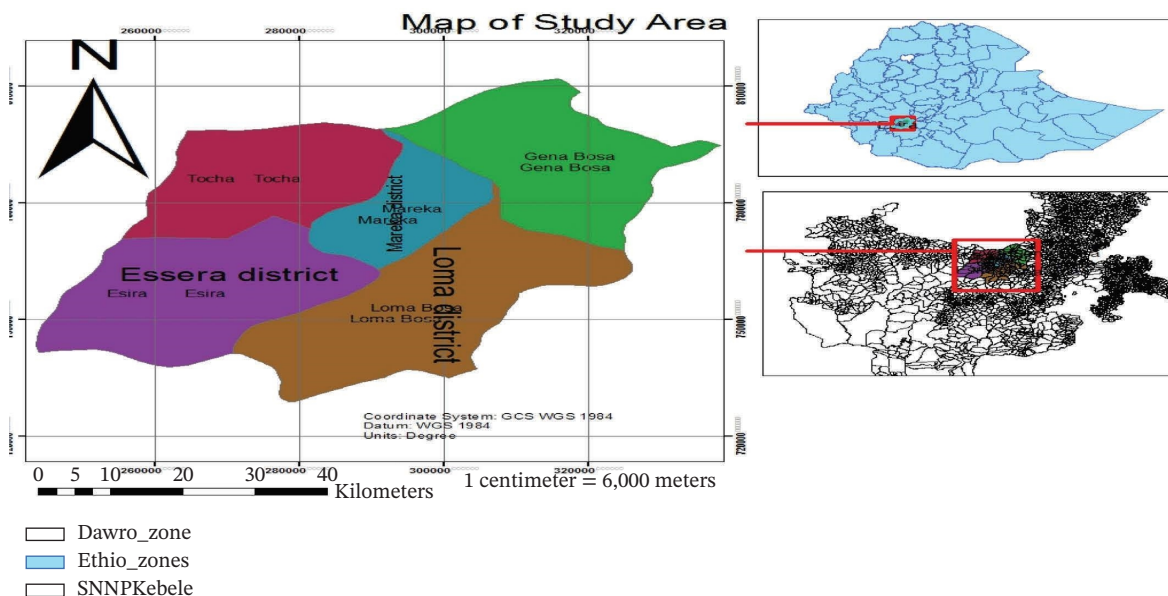 Map of Study Area
260000
280000
300000
320000
N
810000
810000
Gena Bosa
Gena Bosa
Tocha
Tocha
Mareka district
Mareka
Mareka
780000
Essera district
Esira
Esira
Loma district
Loma Bosa
Loma Bosa
750000
Coordinate System: GCS WGS 1984
Datum: WGS 1984
Units: Degree
720000
260000
280000
300000
320000
0 5 10 20 30 40
Kilometers
1 centimeter = 6,000 meters
Dawro_zone
Ethio_zones
SNNPKebele